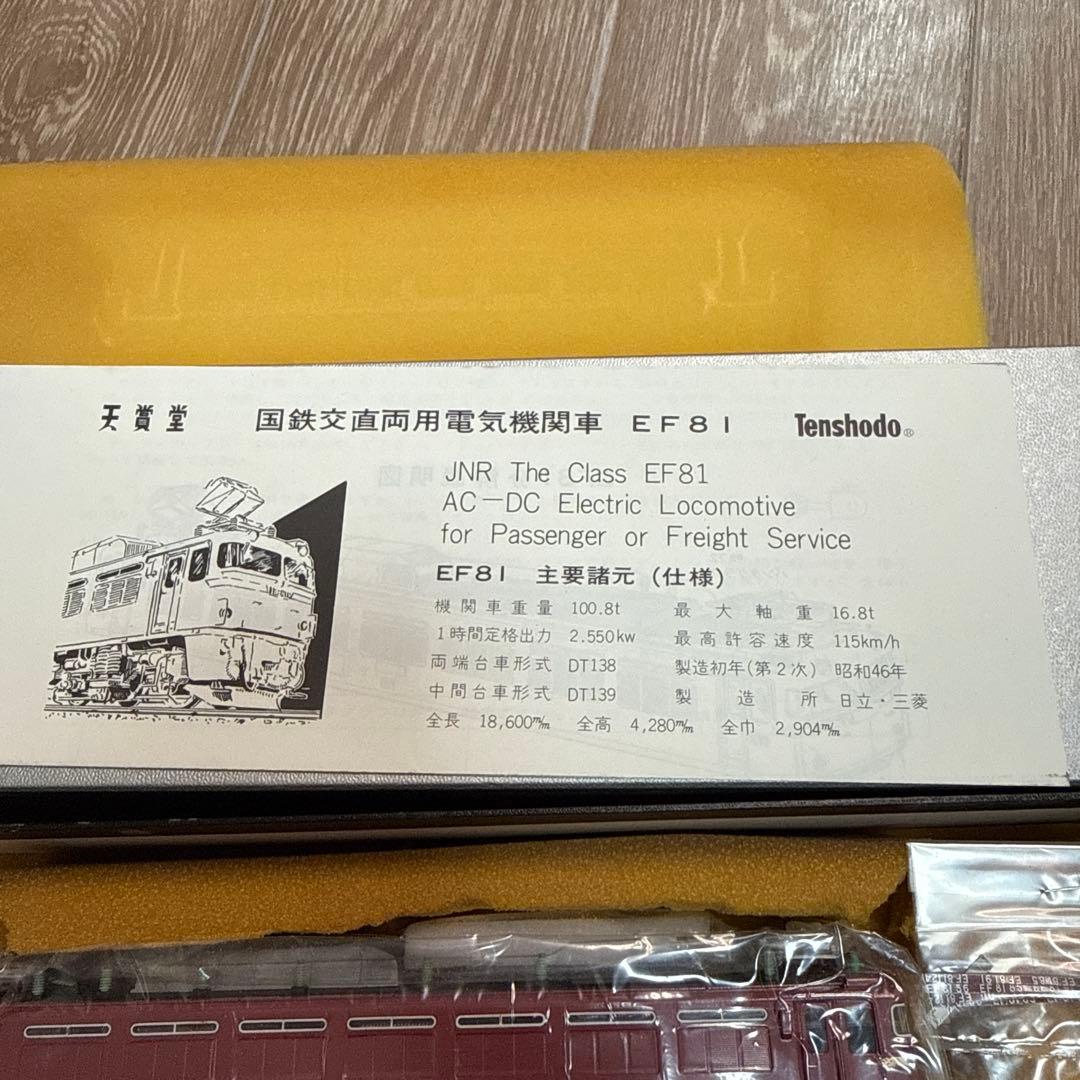 天賞堂 国鉄交直両用電気機関車 EF81 Tenshodo®
JNR The Class EF81
AC-DC Electric Locomotive
for Passenger or Freight Service
EF81 主要諸元(仕様)
機関車重量 100.8t 最大軸重 16.8t
1時間定格出力 2.550kw 最高許容速度 115km/h
両端台車形式 DT138 製造初年(第2次) 昭和46年
中間台車形式 DT139 製造所 日立・三菱
全長 18,600m/m 全高 4,280m/m 全巾 2,904m/m